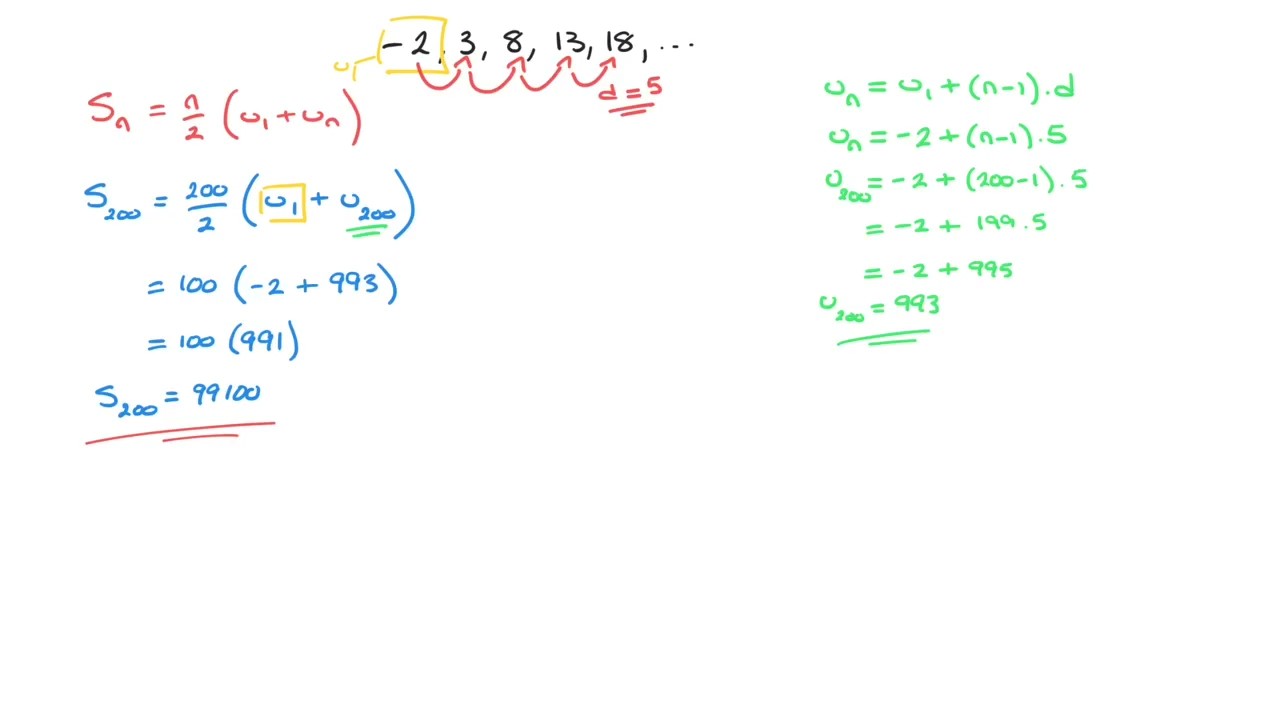 -2, 3, 8, 13, 18, ...
u₁
d = 5
Sₙ = n/2 (u₁ + uₙ)
S₂₀₀ = 200/2 (u₁ + u₂₀₀)
= 100 (-2 + 993)
= 100 (991)
S₂₀₀ = 99100
uₙ = u₁ + (n-1).d
uₙ = -2 + (n-1).5
u₂₀₀ = -2 + (200-1).5
= -2 + 199.5
= -2 + 995
u₂₀₀ = 993